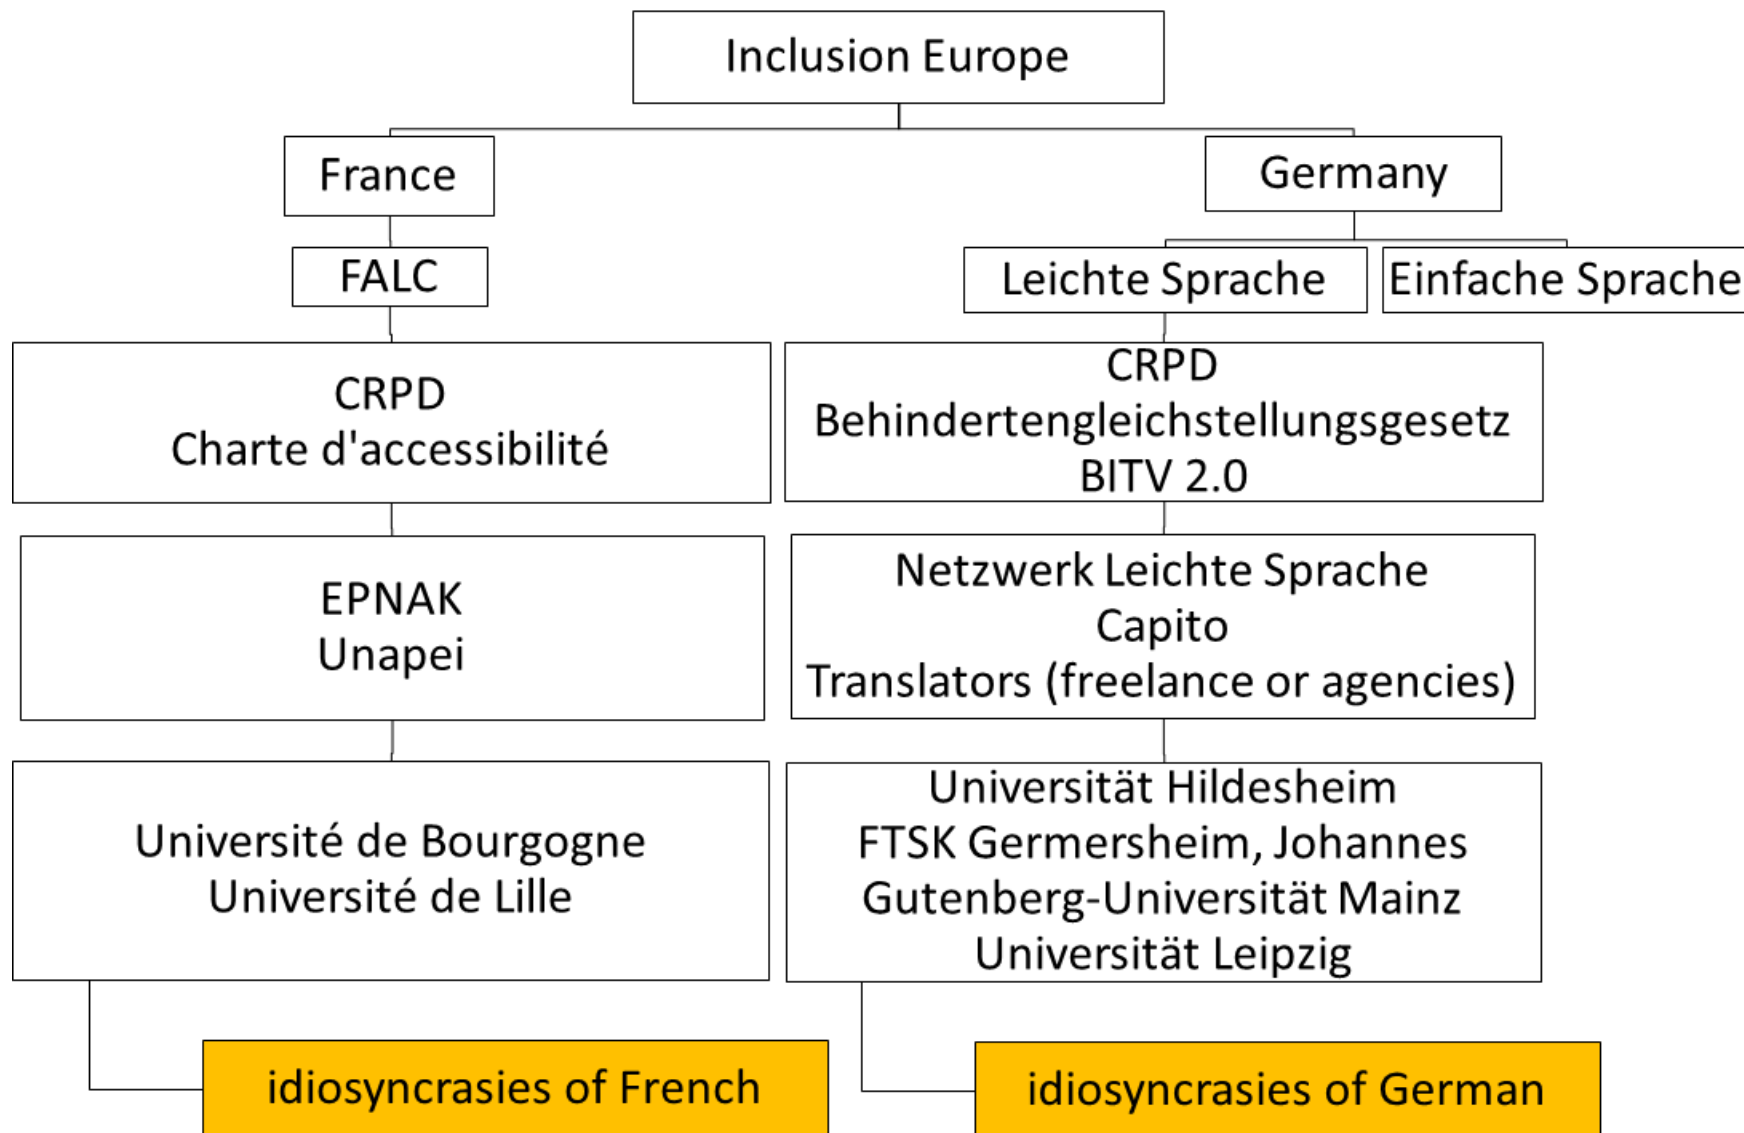 Inclusion Europe
France
Germany
FALC
Leichte Sprache
Einfache Sprache
CRPD
Charte d'accessibilité
CRPD
Behindertengleichstellungsgesetz
BITV 2.0
EPNAK
Unapei
Netzwerk Leichte Sprache
Capito
Translators (freelance or agencies)
Université de Bourgogne
Université de Lille
Universität Hildesheim
FTSK Germersheim, Johannes
Gutenberg-Universität Mainz
Universität Leipzig
idiosyncrasies of French
idiosyncrasies of German